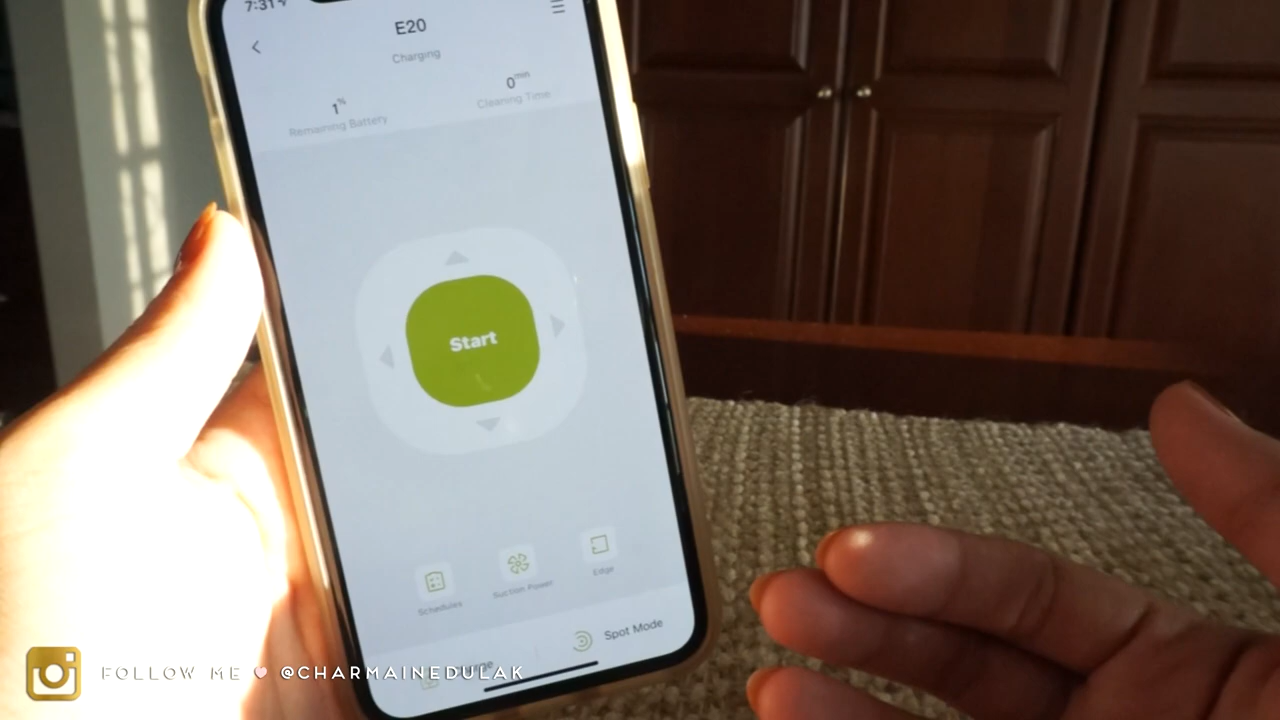 7:31
E20
Charging
1%
Remaining Battery
0min
Cleaning Time
Start
Schedules
Suction Power
Edge
Spot Mode
FOLLOW ME @CHARMAINEDULAK